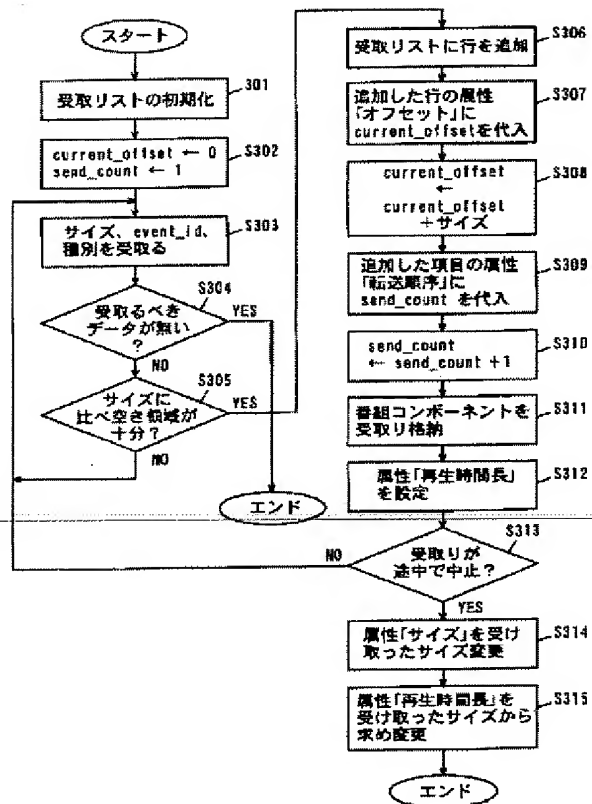 スタート
受取リストの初期化
301
current_offset ← 0
send_count ← 1
S302
サイズ、event_id、
種別を受取る
S303
S304
受取るべき
データが無い
?
YES
NO
S305
サイズに
比べ空き領域が
十分?
YES
NO
エンド
受取リストに行を追加
S306
追加した行の属性
「オフセット」に
current_offsetを代入
S307
current_offset
←
current_offset
+サイズ
S308
追加した項目の属性
「転送順序」に
send_count を代入
S309
send_count
← send_count +1
S310
番組コンポーネントを
受取り格納
S311
属性「再生時間長」
を設定
S312
S313
受取りが
途中で中止?
NO
YES
属性「サイズ」を受け
取ったサイズ変更
S314
属性「再生時間長」を
受け取ったサイズから
求め変更
S315
エンド